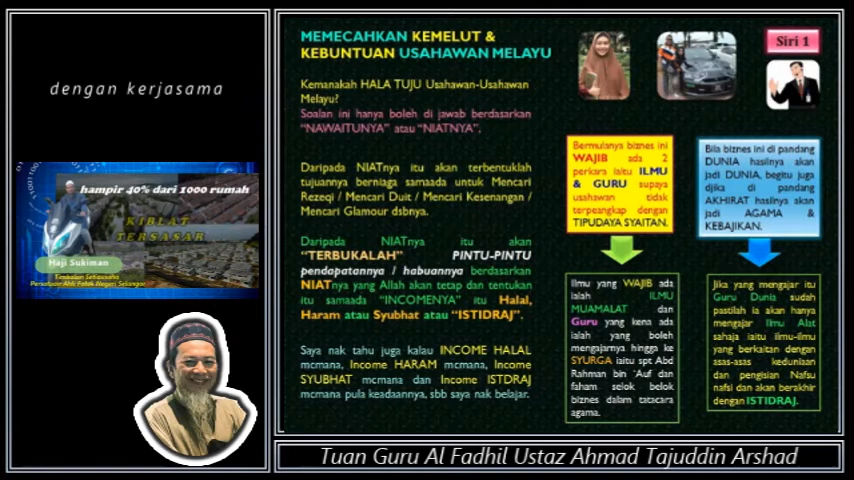 dengan kerjasama
hampir 40% dari 1000 rumah
KIBLAT
TERSASAR
Haji Sukiman
Timbalan Setiausaha
Persatuan Ahli Falak Negeri Selangor
MEMECAHKAN KEMELUT &
KEBUNTUAN USAHAWAN MELAYU
Siri 1
Kemanakah HALA TUJU Usahawan-Usahawan
Melayu?
Soalan ini hanya boleh di jawab berdasarkan
"NAWAITUNYA" atau "NIATNYA".
Daripada NIATnya itu akan terbentuklah
tujuannya berniaga samaada untuk Mencari
Rezeqi / Mencari Duit / Mencari Kesenangan /
Mencari Glamour dsbnya.
Daripada NIATnya itu akan
"TERBUKALAH" PINTU-PINTU
pendapatannya / habuannya berdasarkan
NIATnya yang Allah akan tetap dan tentukan
itu samaada "INCOMENYA" itu Halal,
Haram atau Syubhat atau "ISTIDRAJ".
Saya nak tahu juga kalau INCOME HALAL
mcmana, Income HARAM mcmana, Income
SYUBHAT mcmana dan Income ISTDRAJ
mcmana pula keadaannya, sbb saya nak belajar.
Bermulanya biznes ini
WAJIB ada 2
perkara iaitu ILMU
& GURU supaya
usahawan tidak
terpeangkap dengan
TIPUDAYA SYAITAN.
Bila biznes ini di pandang
DUNIA hasilnya akan
jadi DUNIA, begitu juga
djika di pandang
AKHIRAT hasilnya akan
jadi AGAMA &
KEBAJIKAN.
Ilmu yang WAJIB ada
ialah ILMU
MUAMALAT dan
Guru yang kena ada
ialah yang boleh
mengajarnya hingga ke
SYURGA iaitu spt Abd
Rahman bin 'Auf dan
faham selok belok
biznes dalam tatacara
agama.
Jika yang mengajar itu
Guru Dunia sudah
pastilah ia akan hanya
mengajar Ilmu Alat
sahaja iaitu ilmu-ilmu
yang berkaitan dengan
asas-asas keduniaan
dan pengisian Nafsu
nafsi dan akan berakhir
dengan ISTIDRAJ.
Tuan Guru Al Fadhil Ustaz Ahmad Tajuddin Arshad